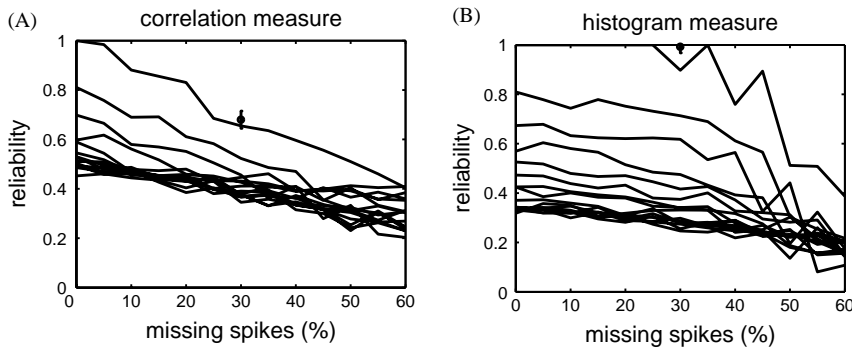 (A)
correlation measure
reliability
1
0.8
0.6
0.4
0.2
0
0 10 20 30 40 50 60
missing spikes (%)
(B)
histogram measure
reliability
1
0.8
0.6
0.4
0.2
0
0 10 20 30 40 50 60
missing spikes (%)